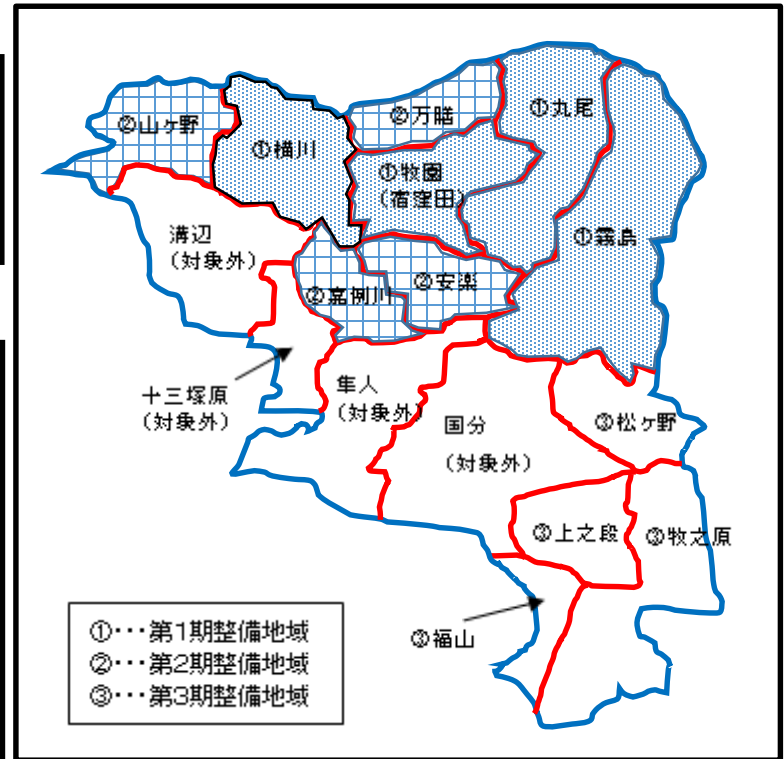 ②山ヶ野
①横川
②万膳
①丸尾
①牧園
(宿窪田)
①霧島
溝辺
(対象外)
②嘉例川
②安楽
十三塚原
(対象外)
隼人
(対象外)
国分
(対象外)
③松ヶ野
③上之段
③牧之原
③福山
①…第1期整備地域
②…第2期整備地域
③…第3期整備地域